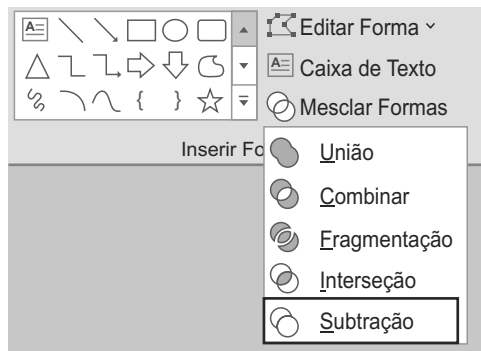 Editar Forma
Caixa de Texto
Mesclar Formas
Inserir Fo
União
Combinar
Fragmentação
Interseção
Subtração